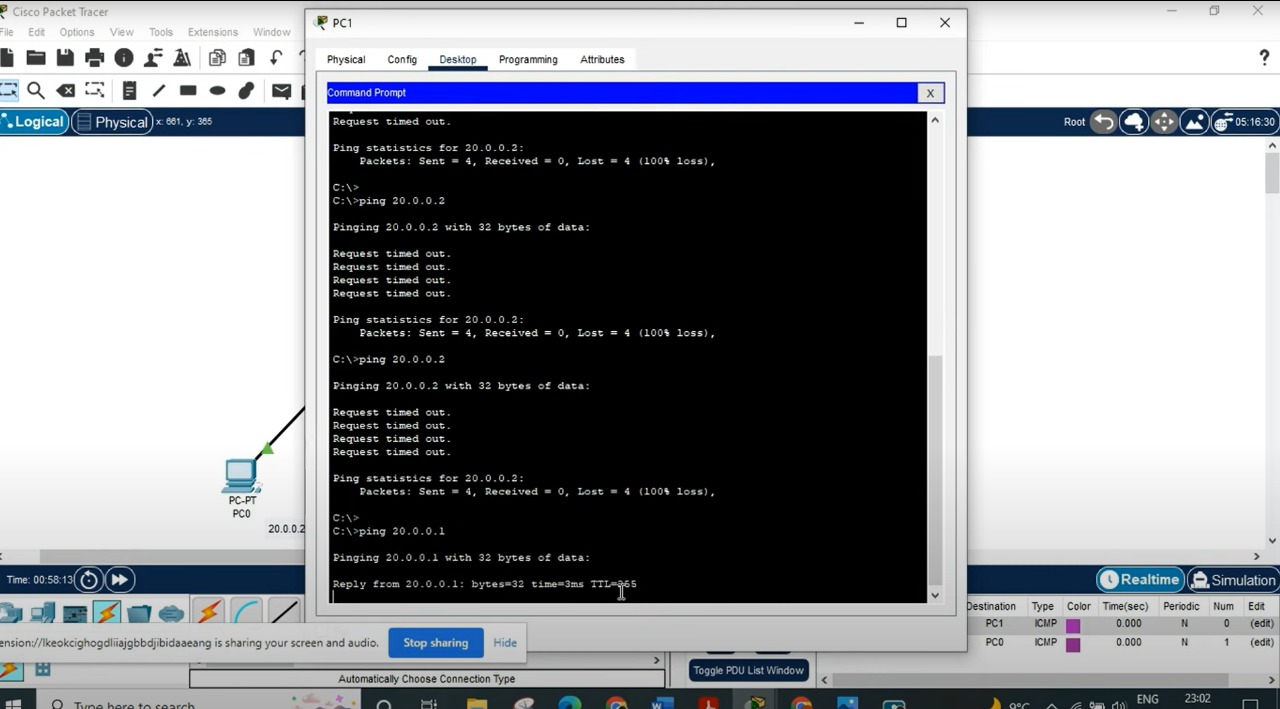 Cisco Packet Tracer
PC1
File Edit Options View Tools Extensions Window
Physical Config Desktop Programming Attributes
Command Prompt
X
Logical Physical x: 661, y: 365
Root 05:16:30
Request timed out.
Ping statistics for 20.0.0.2:
Packets: Sent = 4, Received = 0, Lost = 4 (100% loss),
C:\>
C:\>ping 20.0.0.2
Pinging 20.0.0.2 with 32 bytes of data:
Request timed out.
Request timed out.
Request timed out.
Request timed out.
Ping statistics for 20.0.0.2:
Packets: Sent = 4, Received = 0, Lost = 4 (100% loss),
C:\>ping 20.0.0.2
Pinging 20.0.0.2 with 32 bytes of data:
Request timed out.
Request timed out.
Request timed out.
Request timed out.
Ping statistics for 20.0.0.2:
Packets: Sent = 4, Received = 0, Lost = 4 (100% loss),
C:\>
C:\>ping 20.0.0.1
Pinging 20.0.0.1 with 32 bytes of data:
Reply from 20.0.0.1: bytes=32 time=3ms TTL=255
PC-PT
PC0
20.0.0.2
Time: 00:58:13
Realtime Simulation
Destination Type Color Time(sec) Periodic Num Edit
PC1 ICMP 0.000 N 0 (edit)
PC0 ICMP 0.000 N 1 (edit)
ension://lkeokcighogdliiajgbbdjibidaaeang is sharing your screen and audio. Stop sharing Hide
Automatically Choose Connection Type
Toggle PDU List Window
Type here to search
9°C ENG 23:02